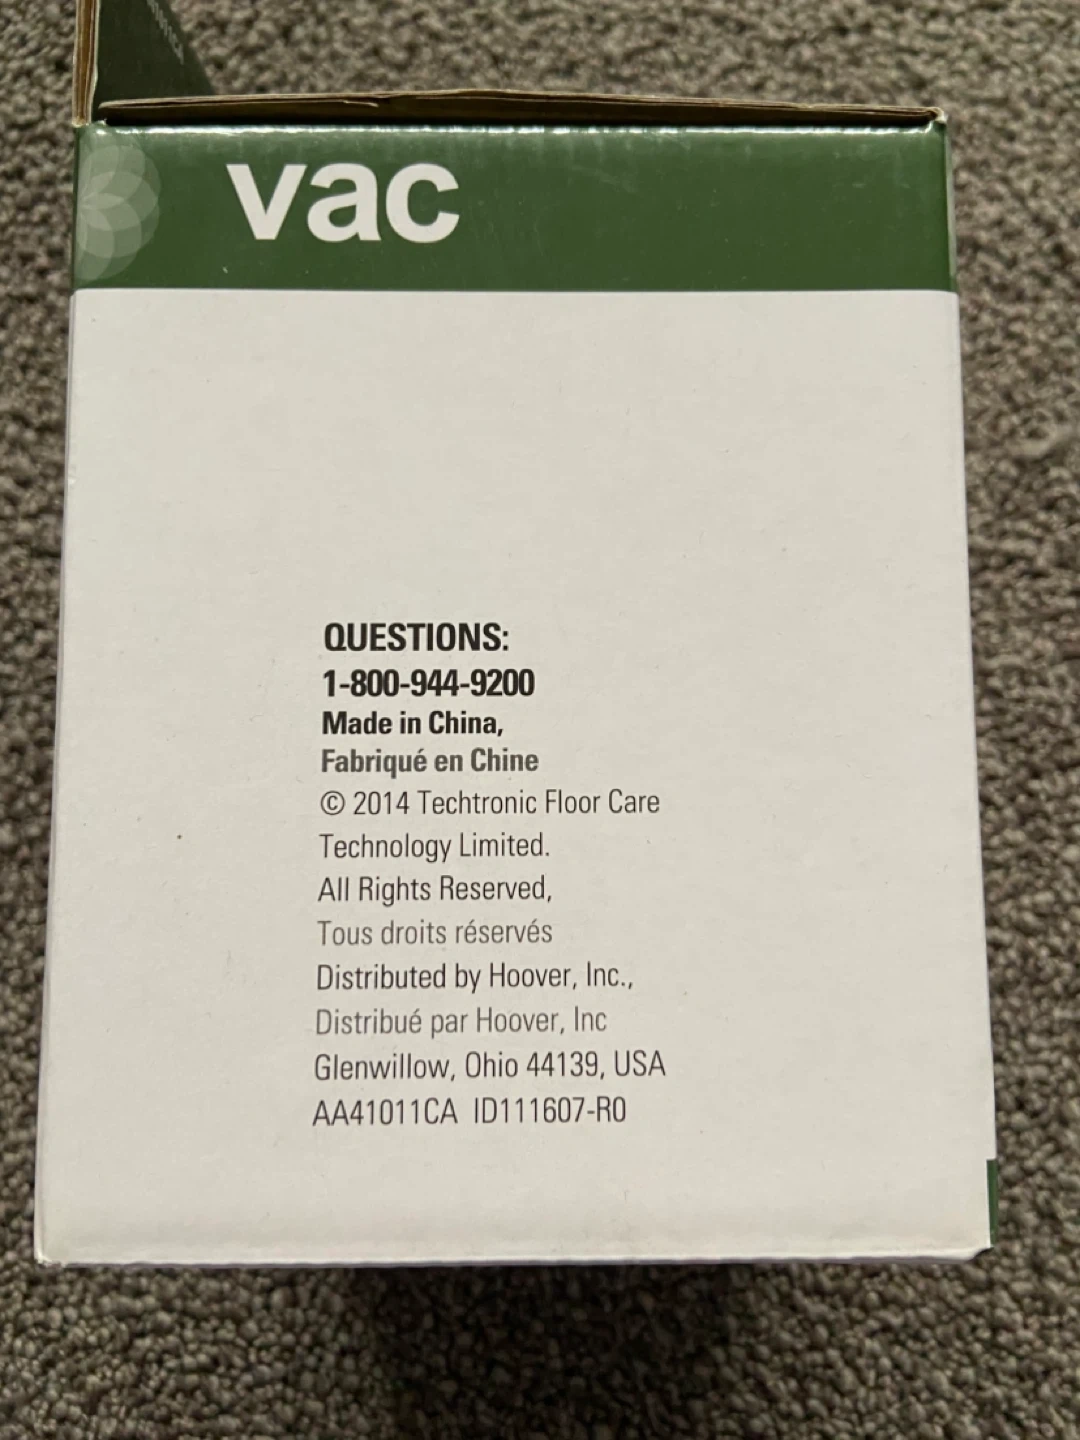 vac
QUESTIONS:
1-800-944-9200
Made in China,
Fabriqué en Chine
© 2014 Techtronic Floor Care
Technology Limited.
All Rights Reserved,
Tous droits réservés
Distributed by Hoover, Inc.,
Distribué par Hoover, Inc
Glenwillow, Ohio 44139, USA
AA41011CA ID111607-R0